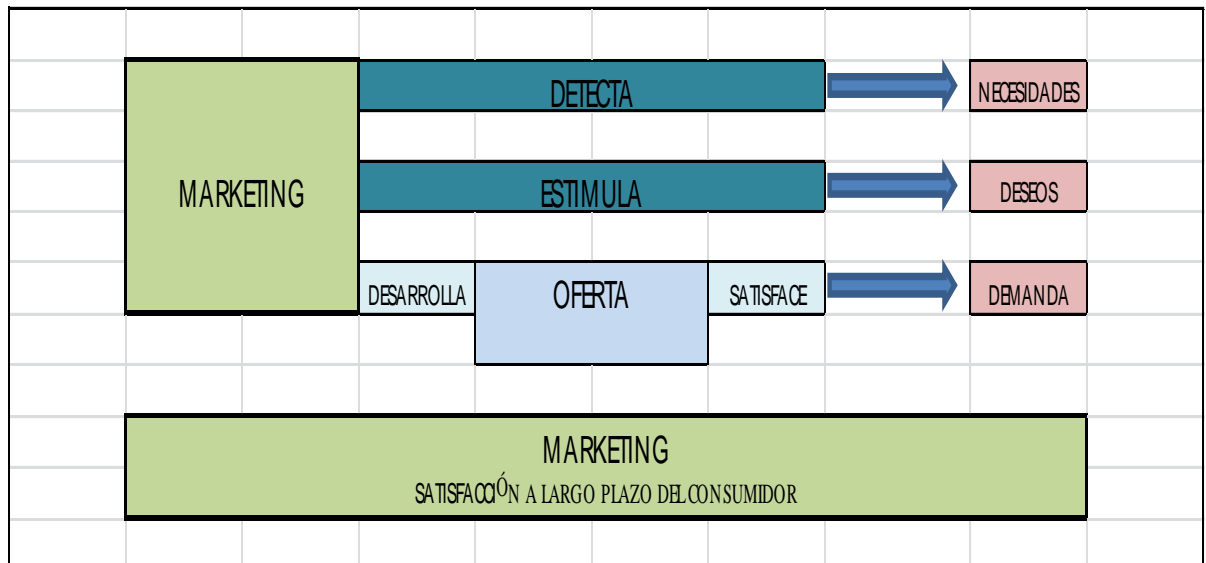 DETECTA
NECESIDADES
MARKETING
ESTIMULA
DESEOS
DESARROLLA
OFERTA
SATISFACE
DEMANDA
MARKETING
SATISFACCIÓN A LARGO PLAZO DEL CONSUMIDOR